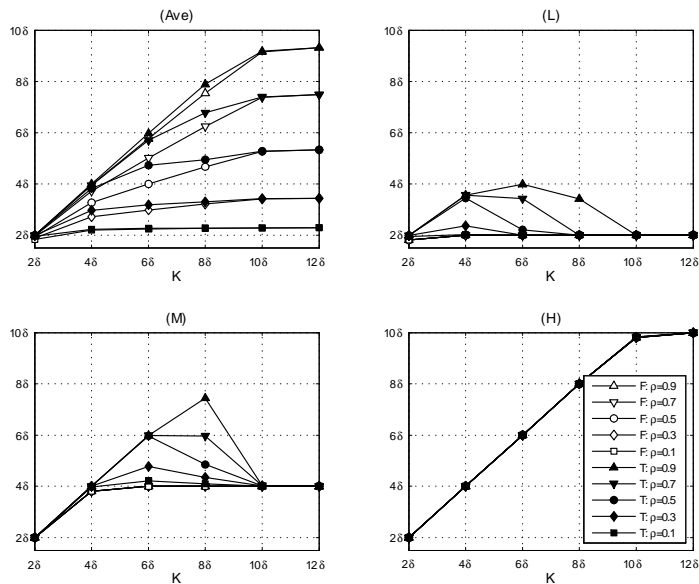 (Ave)
10δ
8δ
6δ
4δ
2δ
2δ 4δ 6δ 8δ 10δ 12δ
K
(L)
10δ
8δ
6δ
4δ
2δ
2δ 4δ 6δ 8δ 10δ 12δ
K
(M)
10δ
8δ
6δ
4δ
2δ
2δ 4δ 6δ 8δ 10δ 12δ
K
(H)
10δ
8δ
6δ
4δ
2δ
2δ 4δ 6δ 8δ 10δ 12δ
K
F: ρ=0.9
F: ρ=0.7
F: ρ=0.5
F: ρ=0.3
F: ρ=0.1
T: ρ=0.9
T: ρ=0.7
T: ρ=0.5
T: ρ=0.3
T: ρ=0.1